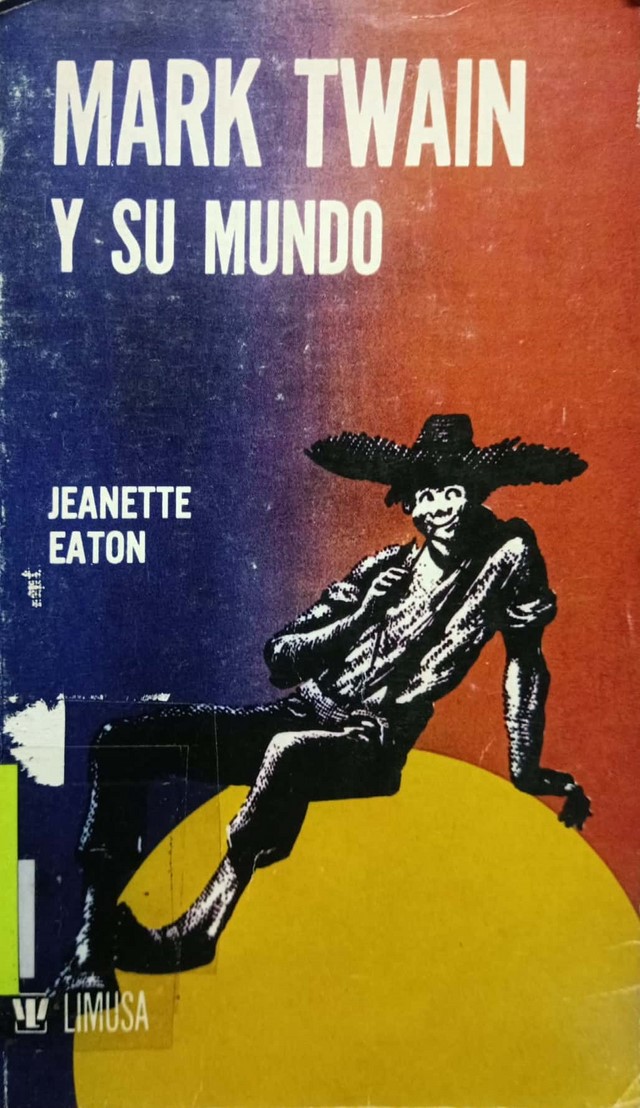 MARK TWAIN
Y SU MUNDO
JEANETTE
EATON
LIMUSA